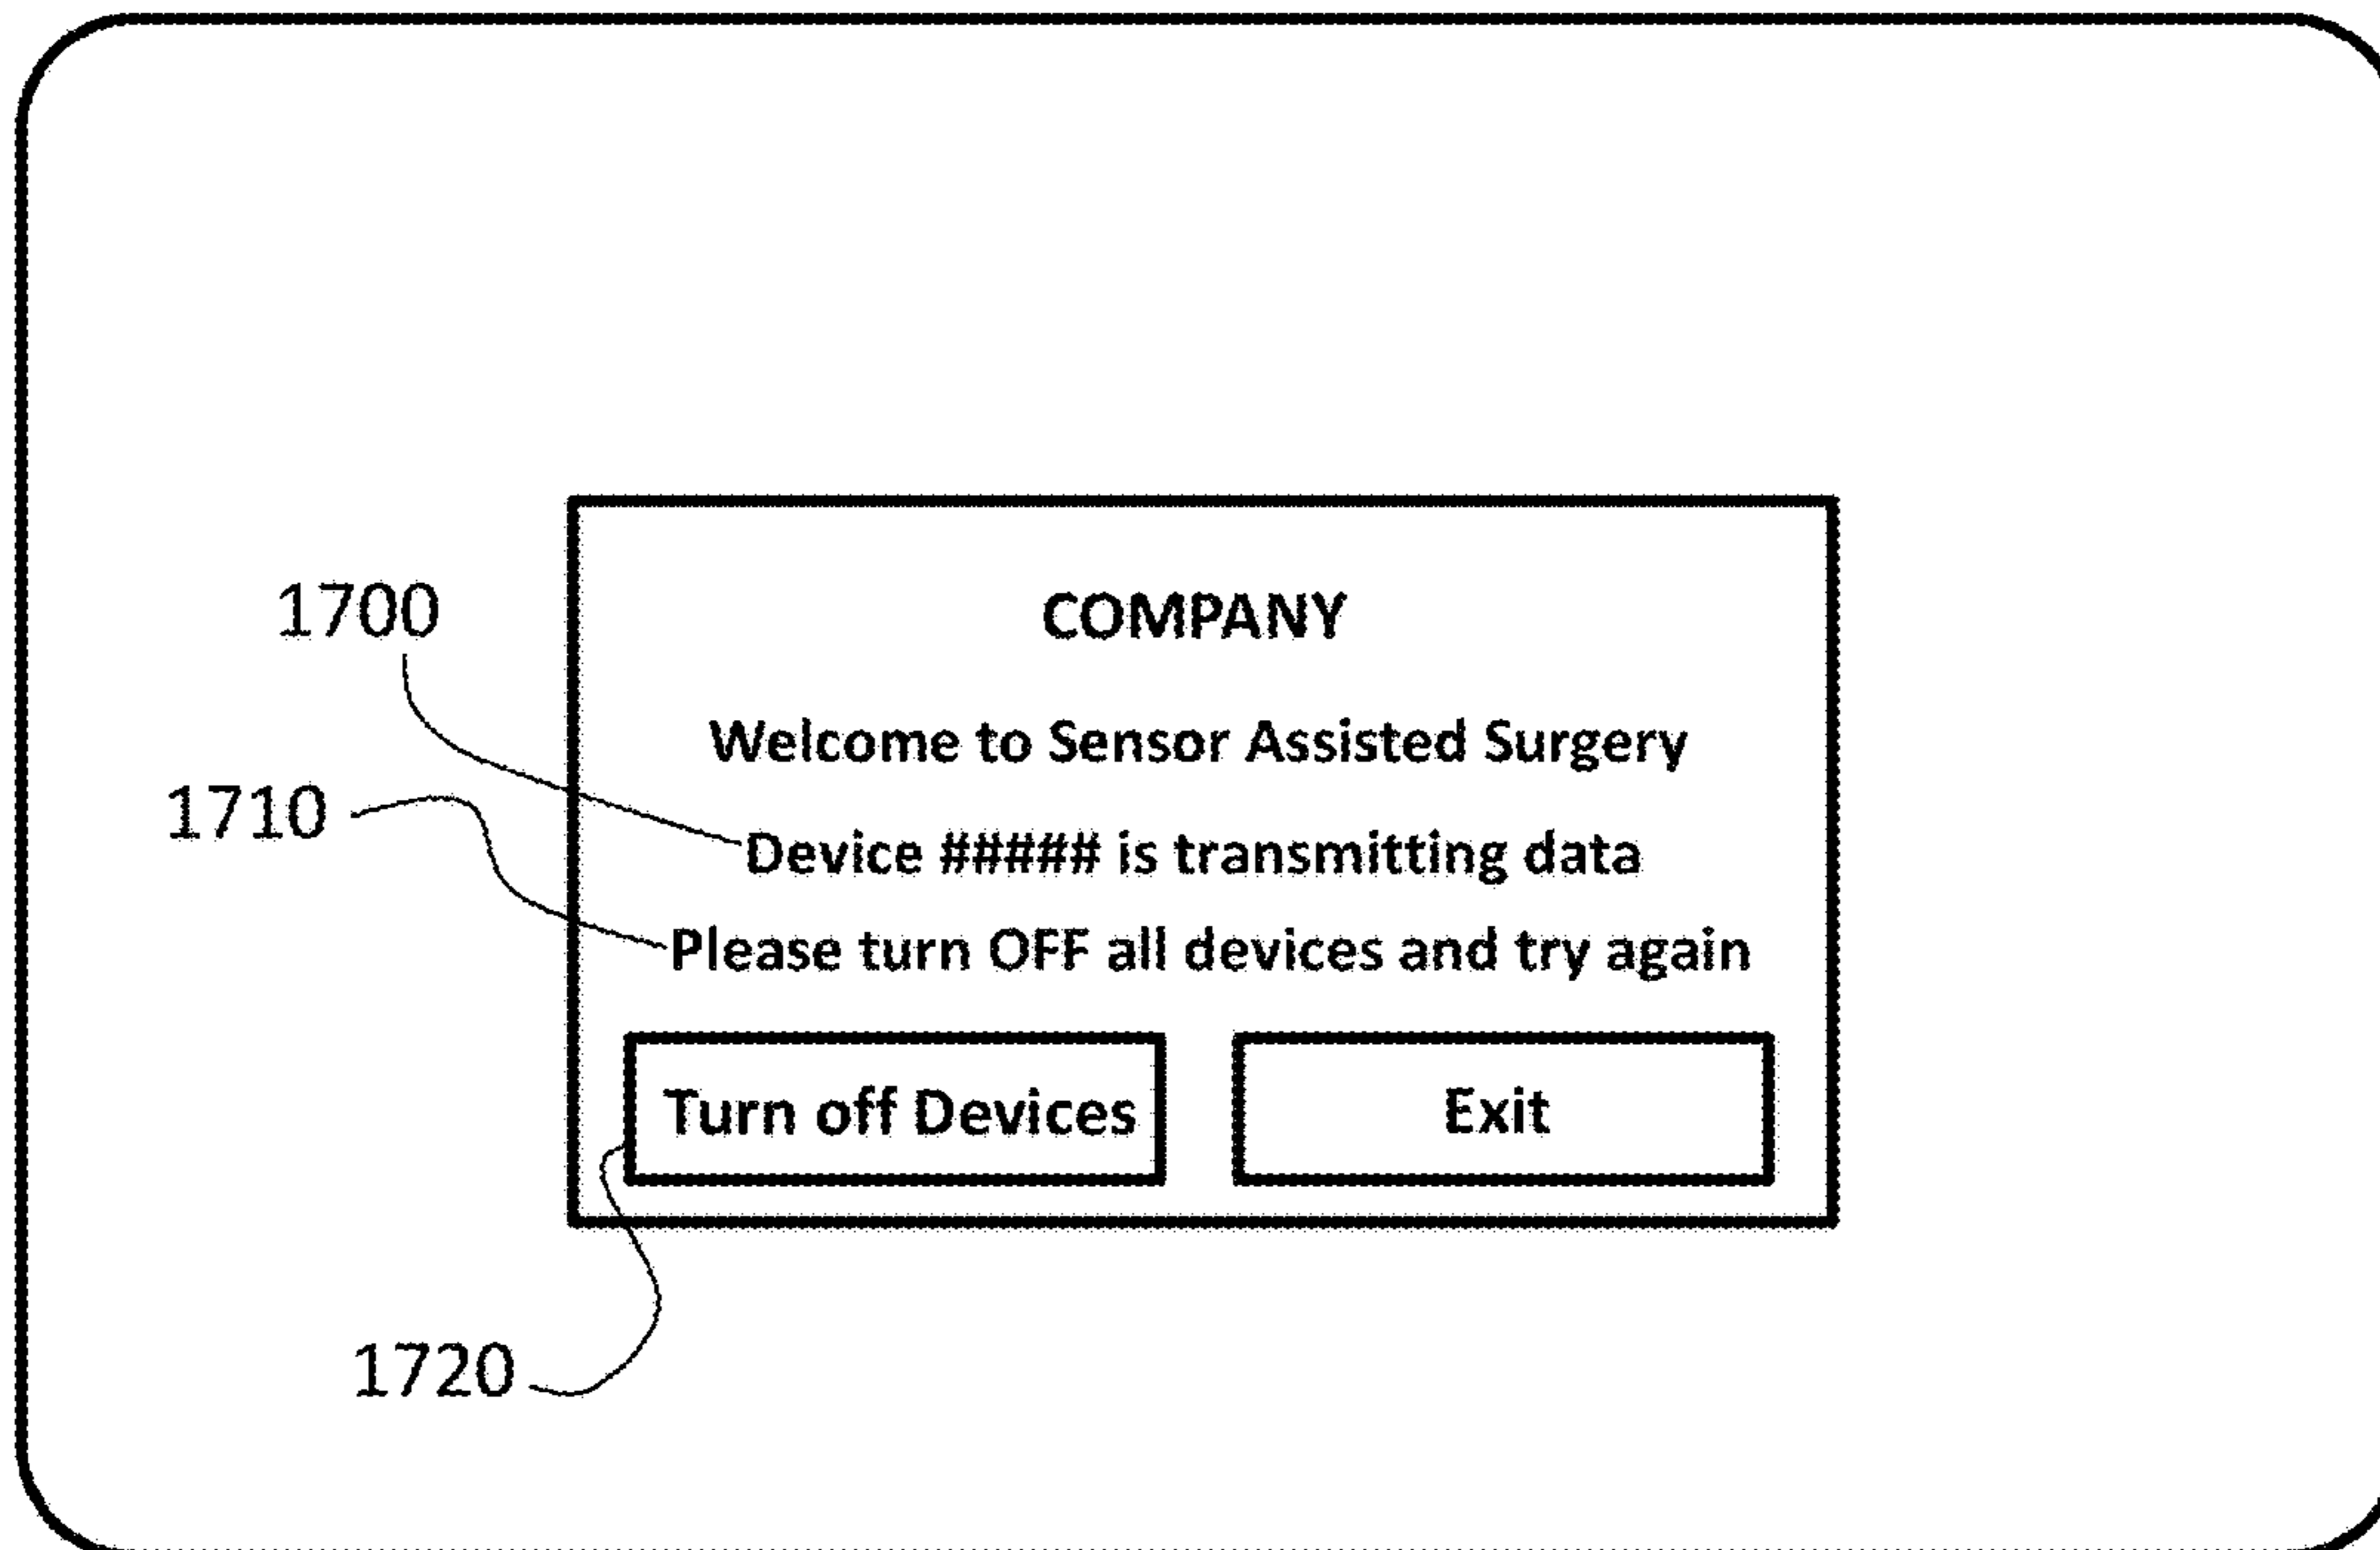 1700
COMPANY
Welcome to Sensor Assisted Surgery
1710
Device ##### is transmitting data
Please turn OFF all devices and try again
Turn off Devices
Exit
1720